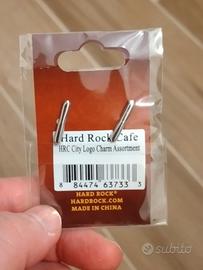 Hard Rock Cafe
HRC City Logo Charm Assortment
8 84474 63733 3
HARD ROCK®
HARDROCK.COM
MADE IN CHINA
subito